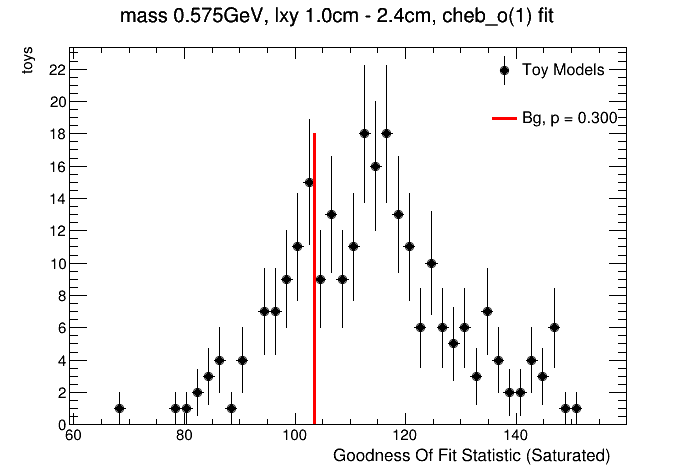 mass 0.575GeV, lxy 1.0cm - 2.4cm, cheb_o(1) fit
toys
Toy Models
Bg, p = 0.300
22
20
18
16
14
12
10
8
6
4
2
0
60 80 100 120 140
Goodness Of Fit Statistic (Saturated)